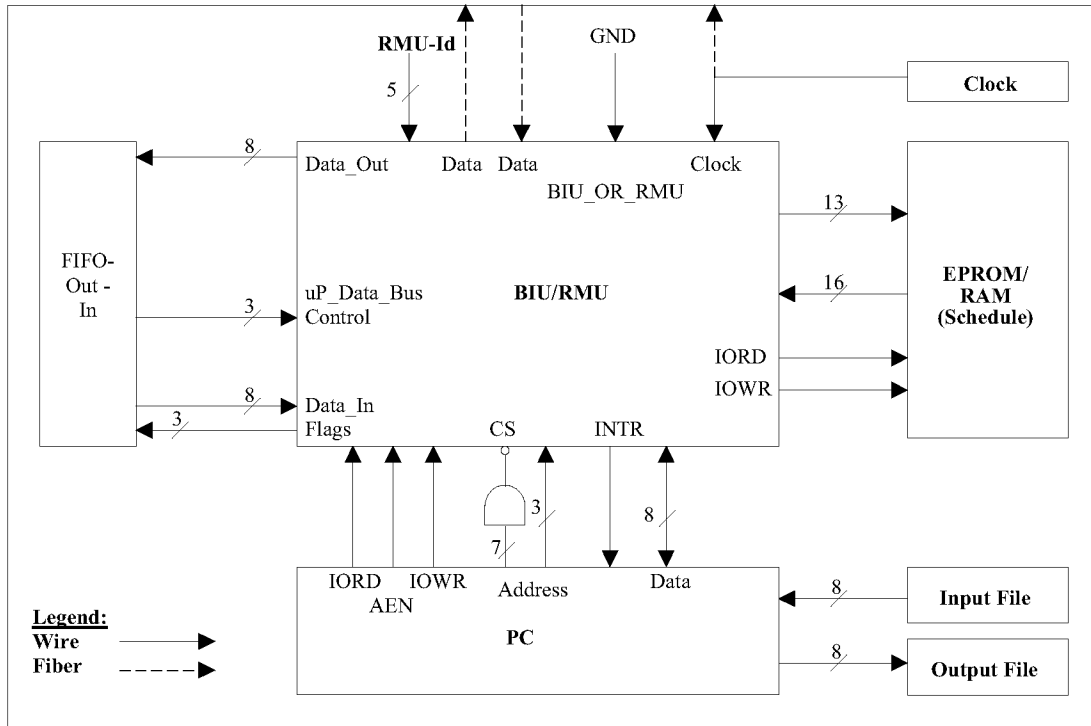 RMU-Id
GND
5
Clock
8
Data_Out
Data
Data
Clock
BIU_OR_RMU
13
FIFO-
Out -
In
uP_Data_Bus
Control
3
BIU/RMU
16
EPROM/
RAM
(Schedule)
IORD
IOWR
8
Data_In
3
Flags
CS
INTR
3
8
7
IORD
AEN
IOWR
Address
Data
PC
8
Input File
8
Output File
Legend:
Wire
Fiber